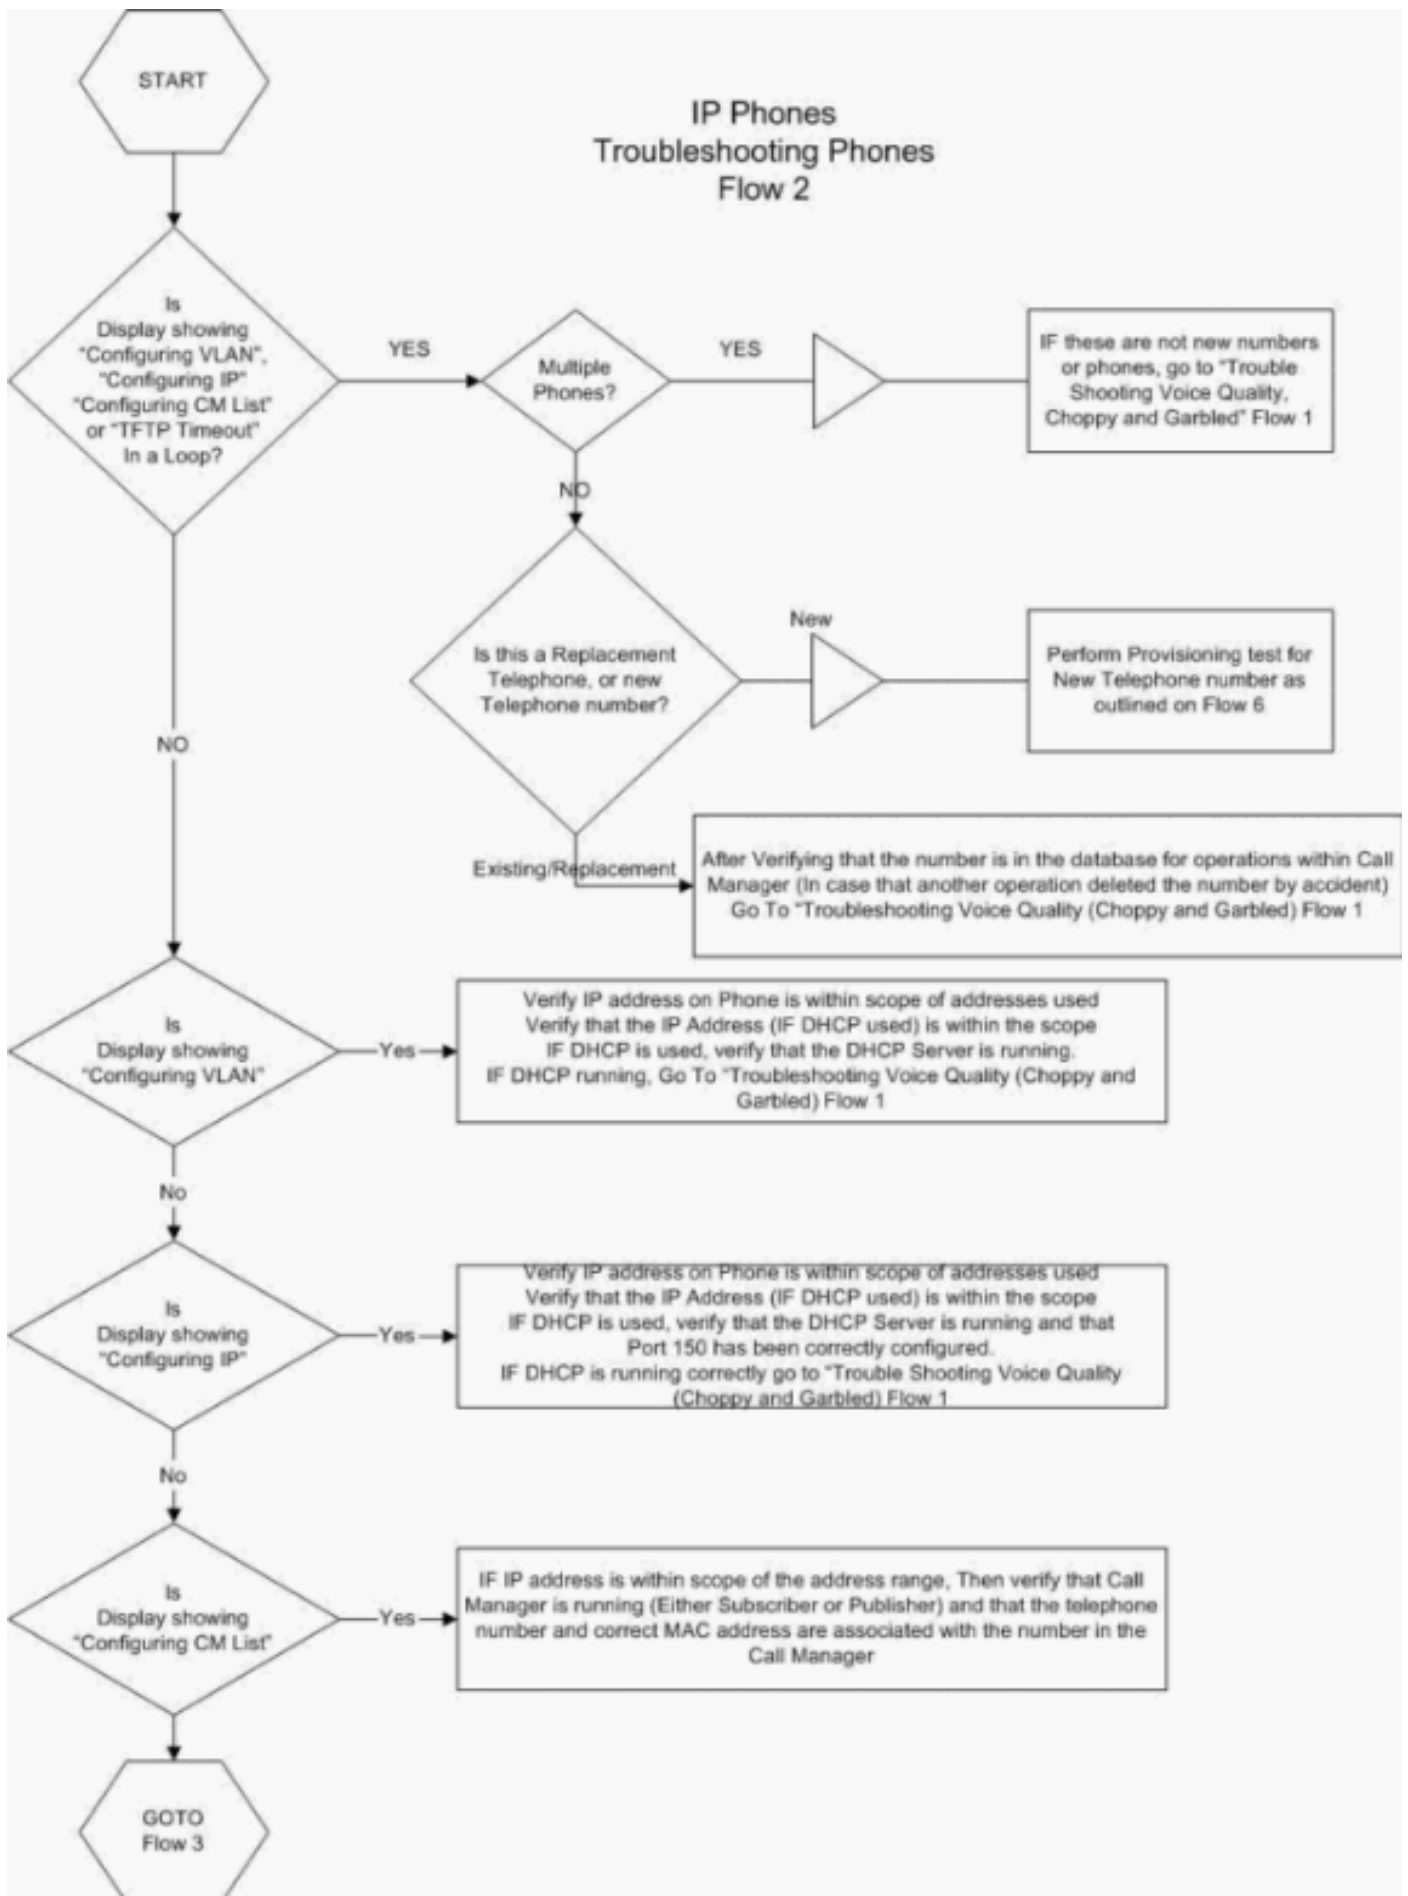 START
IP Phones
Troubleshooting Phones
Flow 2
Is
Display showing
"Configuring VLAN",
"Configuring IP"
"Configuring CM List"
or "TFTP Timeout"
In a Loop?
YES
Multiple
Phones?
YES
IF these are not new numbers
or phones, go to "Trouble
Shooting Voice Quality,
Choppy and Garbled" Flow 1
NO
Is this a Replacement
Telephone, or new
Telephone number?
New
Perform Provisioning test for
New Telephone number as
outlined on Flow 6
NO
Existing/Replacement
After Verifying that the number is in the database for operations within Call
Manager (In case that another operation deleted the number by accident)
Go To "Troubleshooting Voice Quality (Choppy and Garbled) Flow 1
Is
Display showing
"Configuring VLAN"
Yes
Verify IP address on Phone is within scope of addresses used
Verify that the IP Address (IF DHCP used) is within the scope
IF DHCP is used, verify that the DHCP Server is running.
IF DHCP running, Go To "Troubleshooting Voice Quality (Choppy and
Garbled) Flow 1
No
Is
Display showing
"Configuring IP"
Yes
Verify IP address on Phone is within scope of addresses used
Verify that the IP Address (IF DHCP used) is within the scope
IF DHCP is used, verify that the DHCP Server is running and that
Port 150 has been correctly configured.
IF DHCP is running correctly go to "Trouble Shooting Voice Quality
(Choppy and Garbled) Flow 1
No
Is
Display showing
"Configuring CM List"
Yes
IF IP address is within scope of the address range, Then verify that Call
Manager is running (Either Subscriber or Publisher) and that the telephone
number and correct MAC address are associated with the number in the
Call Manager
GOTO
Flow 3